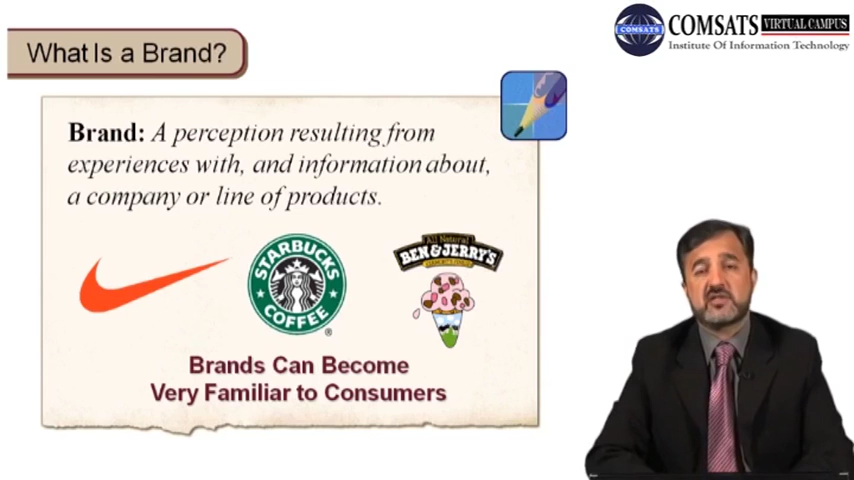 What Is a Brand?
COMSATS VIRTUAL CAMPUS
COMSATS
Institute Of Information Technology
Brand: A perception resulting from
experiences with, and information about,
a company or line of products.
STARBUCKS
COFFEE
®
All Natural
BEN & JERRY'S
Brands Can Become
Very Familiar to Consumers